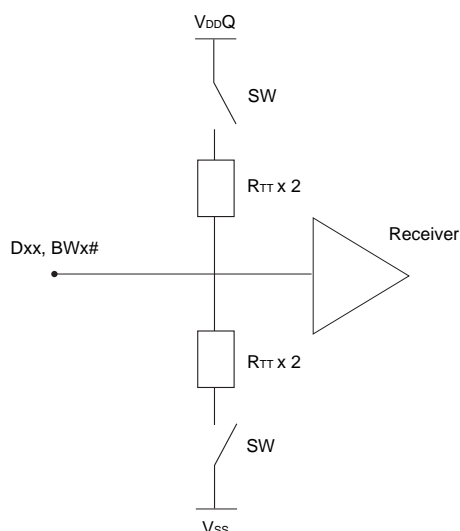 VDDQ
SW
RTT x 2
Receiver
Dxx, BWx#
RTT x 2
SW
VSS